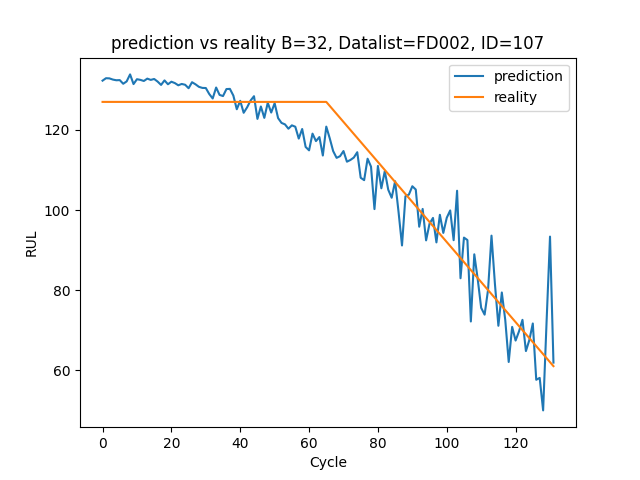 prediction vs reality B=32, Datalist=FD002, ID=107
prediction
reality
120
100
80
60
RUL
0
20
40
60
80
100
120
Cycle